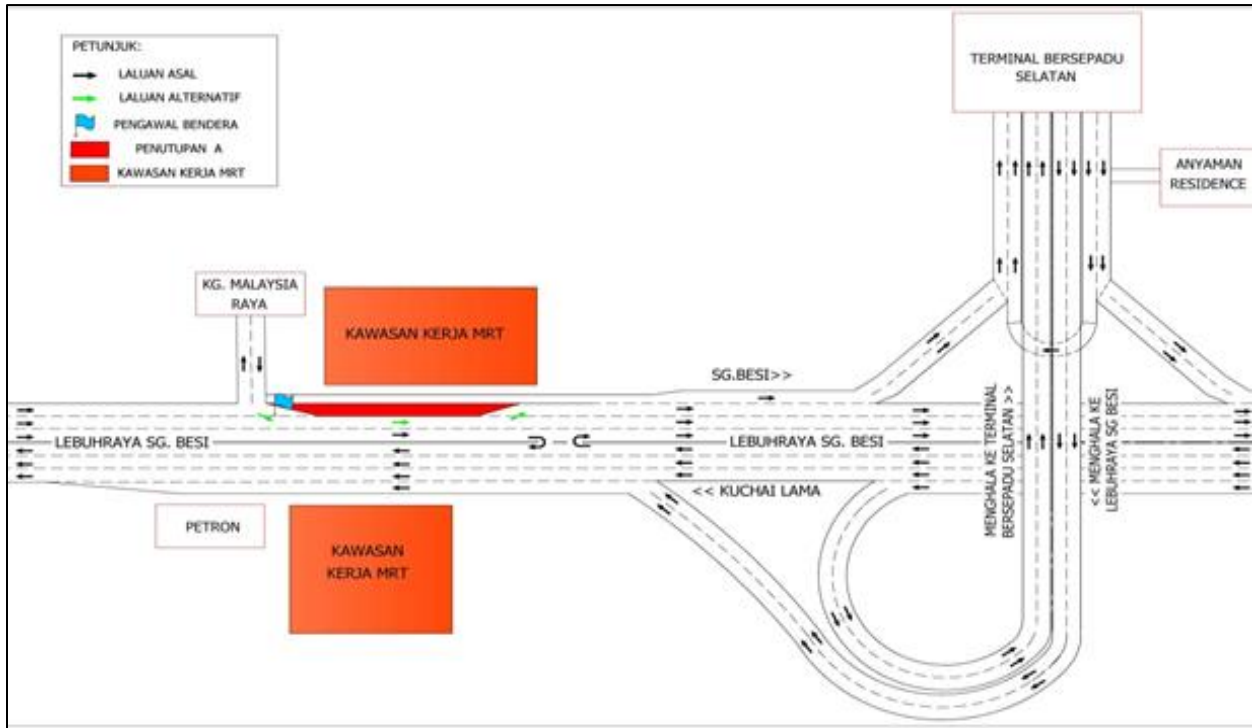 PETUNJUK:
LALUAN ASAL
LALUAN ALTERNATIF
PENGAWAL BENDERA
PENUTUPAN A
KAWASAN KERJA MRT
TERMINAL BERSEPADU
SELATAN
ANYAMAN
RESIDENCE
KG. MALAYSIA
RAYA
KAWASAN KERJA MRT
SG.BESI>>
LEBUHRAYA SG. BESI
LEBUHRAYA SG. BESI
MENGHALA KE TERMINAL
BERSEPADU SELATAN >>
<< MENGHALA KE
LEBUHRAYA SG BESI
<< KUCHAI LAMA
PETRON
KAWASAN
KERJA MRT